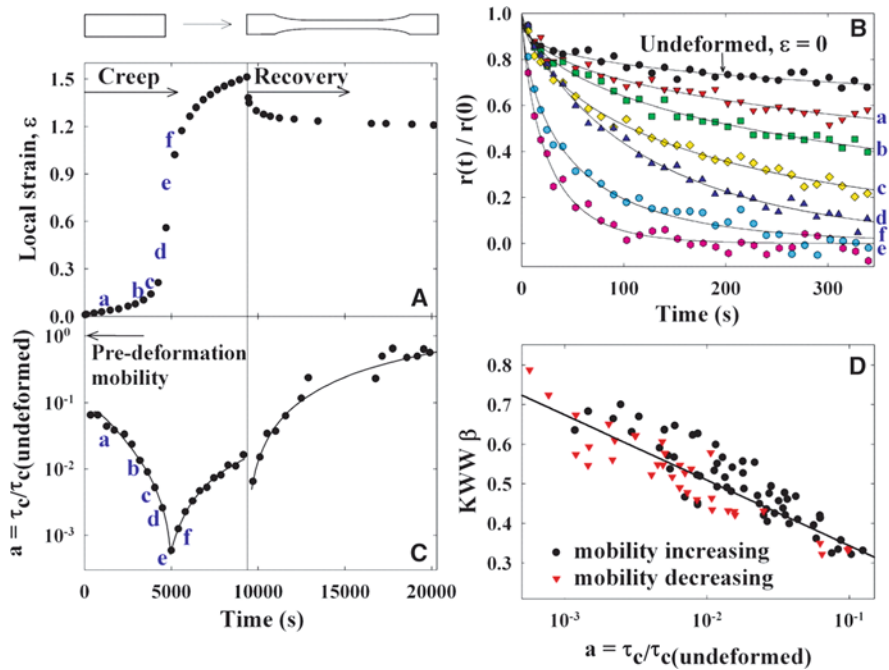 B
Creep
Recovery
1.5
1.2
0.9
0.6
0.3
0.0
Local strain, ε
a
b
c
d
e
f
A
Undeformed, ε = 0
1.0
0.8
0.6
0.4
0.2
0.0
r(t) / r(0)
a
b
c
d
f
e
0
100
200
300
Time (s)
10^0
10^-1
10^-2
10^-3
a = τc/τc(undeformed)
Pre-deformation
mobility
a
b
c
d
e
f
C
0
5000
10000
15000
20000
Time (s)
D
0.8
0.7
0.6
0.5
0.4
0.3
KWW β
mobility increasing
mobility decreasing
10^-3
10^-2
10^-1
a = τc/τc(undeformed)